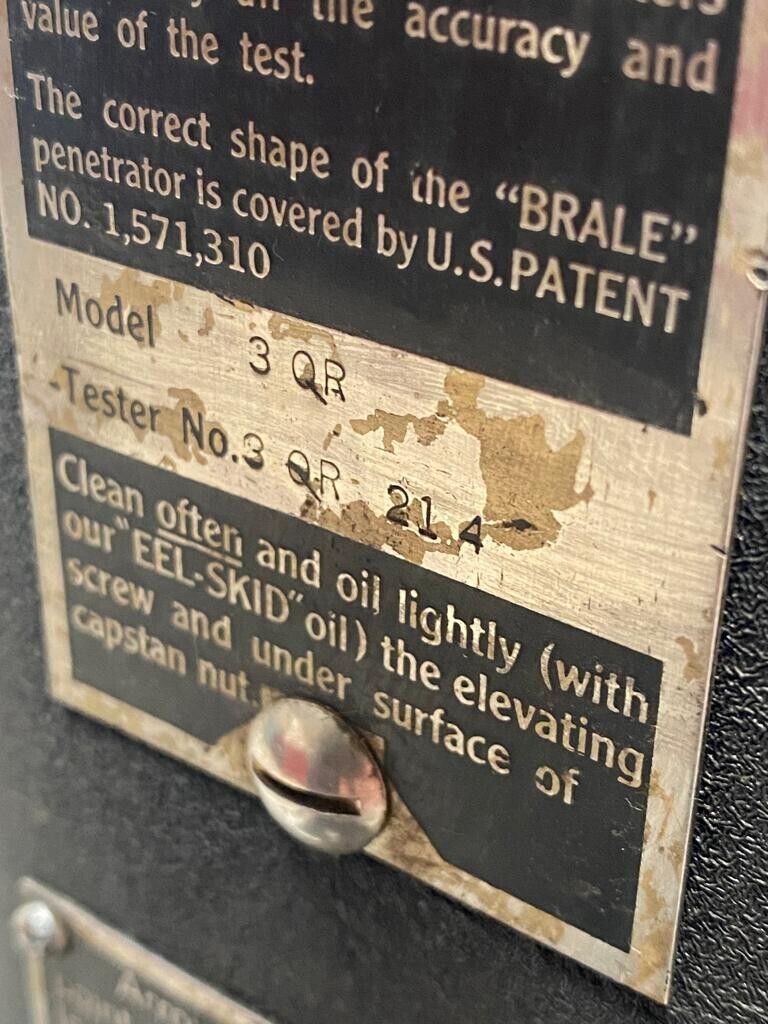 the accuracy and
value of the test.
The correct shape of the “BRALE”
penetrator is covered by U.S. PATENT
NO. 1,571,310
Model 3 QR
Tester No. 3 QR 21.4
Clean often and oil lightly (with
our "EEL-SKID" oil) the elevating
screw and under surface of
capstan nut.